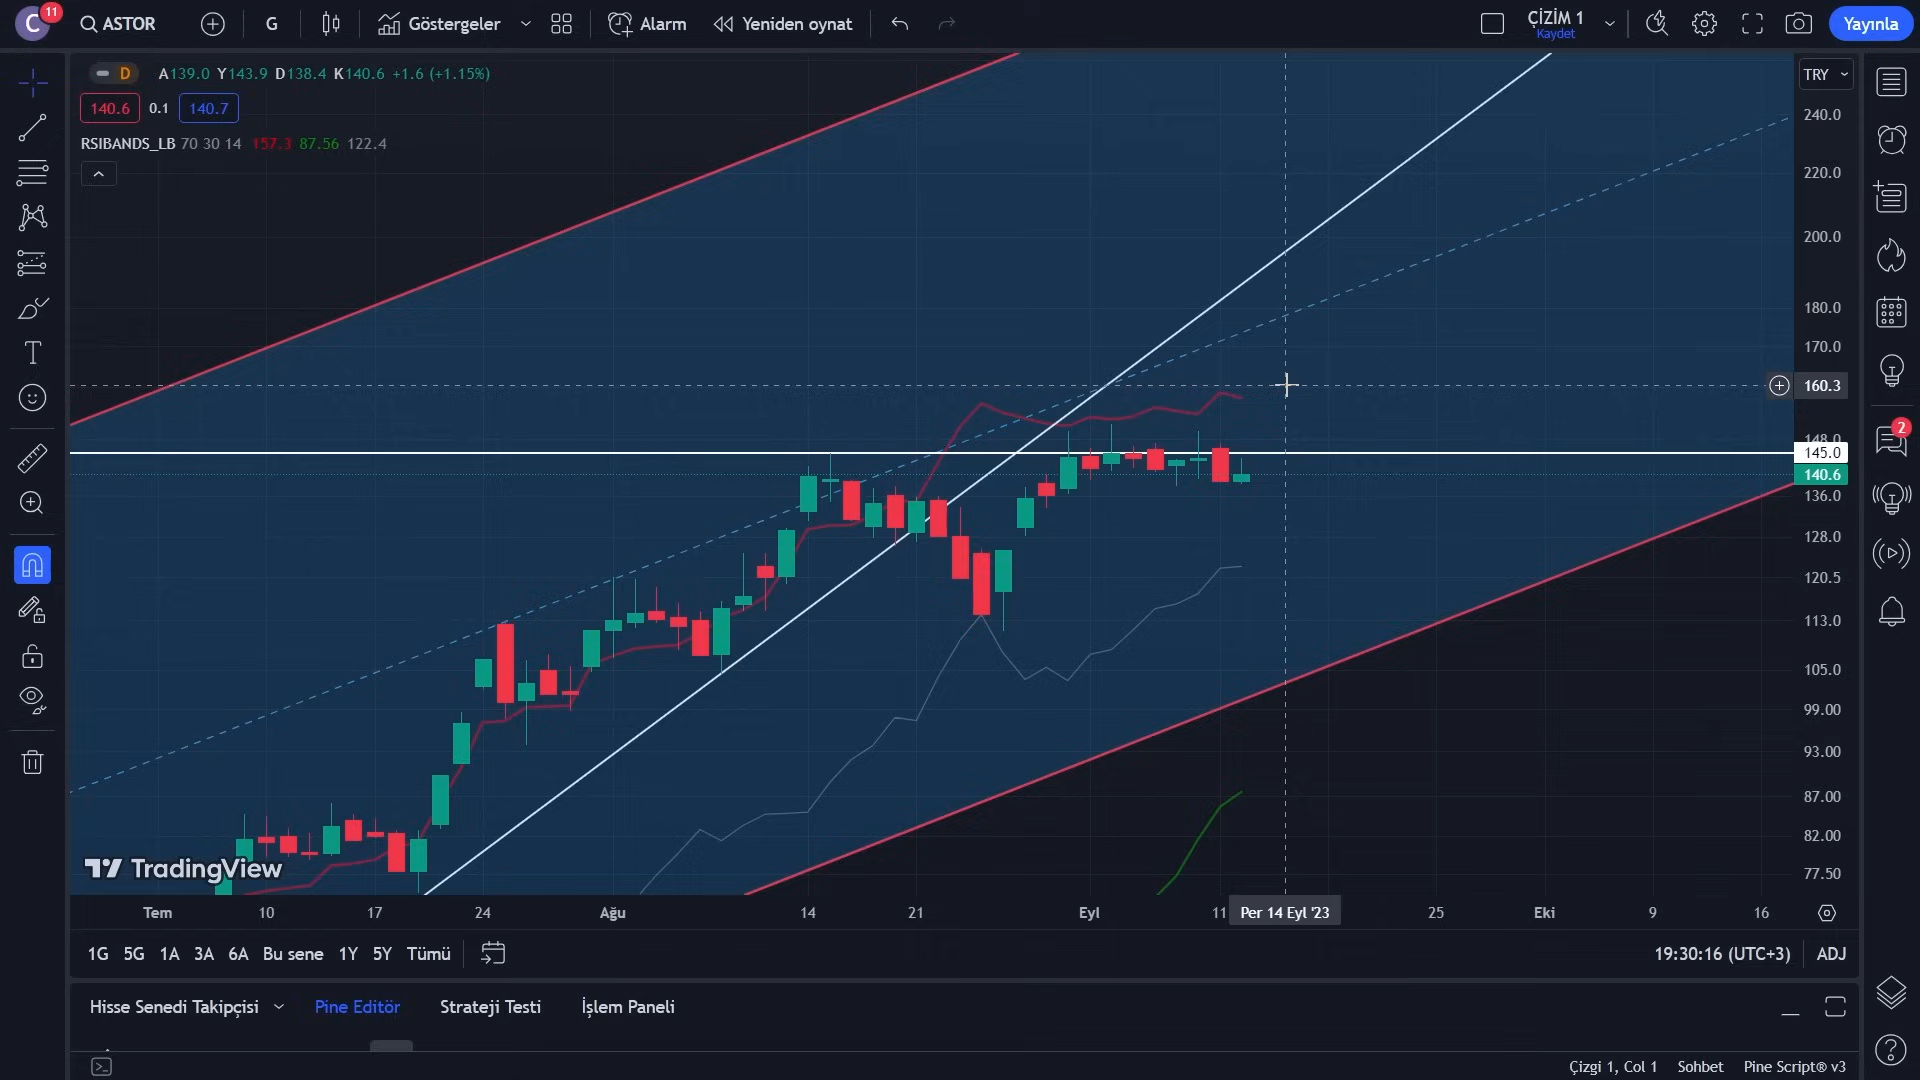 C 11 ASTOR G Göstergeler Alarm Yeniden oynat ÇİZİM 1 Kaydet Yayınla
D A139.0 Y143.9 D138.4 K140.6 +1.6 (+1.15%) TRY
140.6 0.1 140.7
RSIBANDS_LB 70 30 14 157.3 87.56 122.4
240.0
220.0
200.0
180.0
170.0
160.3
148.0
145.0
140.6
136.0
128.0
120.5
113.0
105.0
99.00
93.00
87.00
82.00
77.50
2
TradingView
Tem 10 17 24 Ağu 14 21 Eyl 11 Per 14 Eyl '23 25 Eki 9 16
1G 5G 1A 3A 6A Bu sene 1Y 5Y Tümü 19:30:16 (UTC+3) ADJ
Hisse Senedi Takipçisi Pine Editör Strateji Testi İşlem Paneli
Çizgi 1, Col 1 Sohbet Pine Script® v3